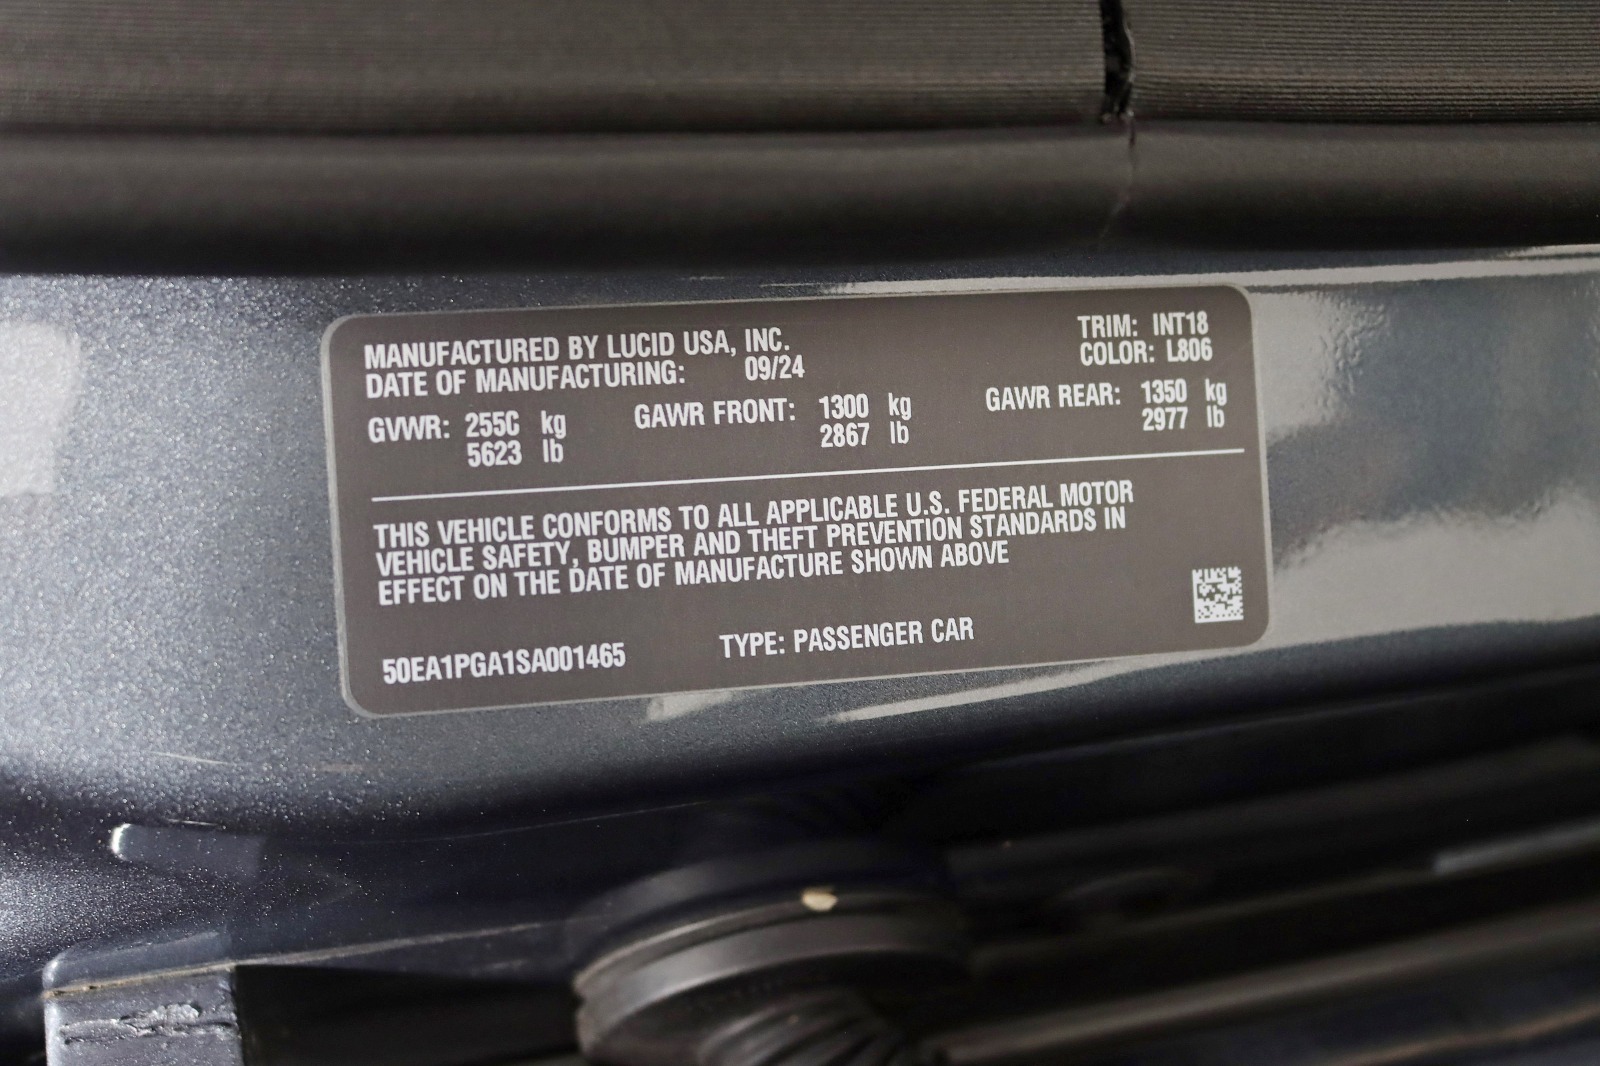 MANUFACTURED BY LUCID USA, INC.
DATE OF MANUFACTURING: 09/24
TRIM: INT18
COLOR: L806
GVWR: 255C kg
5623 lb
GAWR FRONT: 1300 kg
2867 lb
GAWR REAR: 1350 kg
2977 lb
THIS VEHICLE CONFORMS TO ALL APPLICABLE U.S. FEDERAL MOTOR
VEHICLE SAFETY, BUMPER AND THEFT PREVENTION STANDARDS IN
EFFECT ON THE DATE OF MANUFACTURE SHOWN ABOVE
50EA1PGA1SA001465
TYPE: PASSENGER CAR